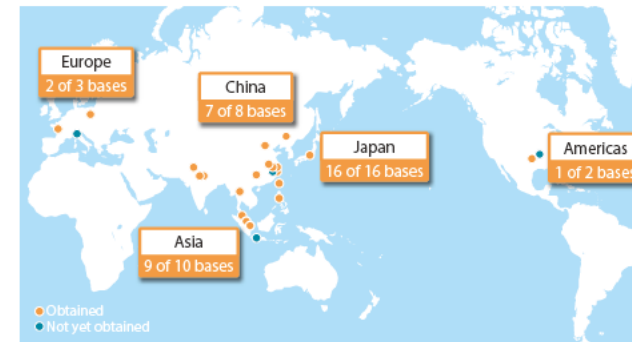 Europe
2 of 3 bases
China
7 of 8 bases
Japan
16 of 16 bases
Americas
1 of 2 bases
Asia
9 of 10 bases
Obtained
Not yet obtained